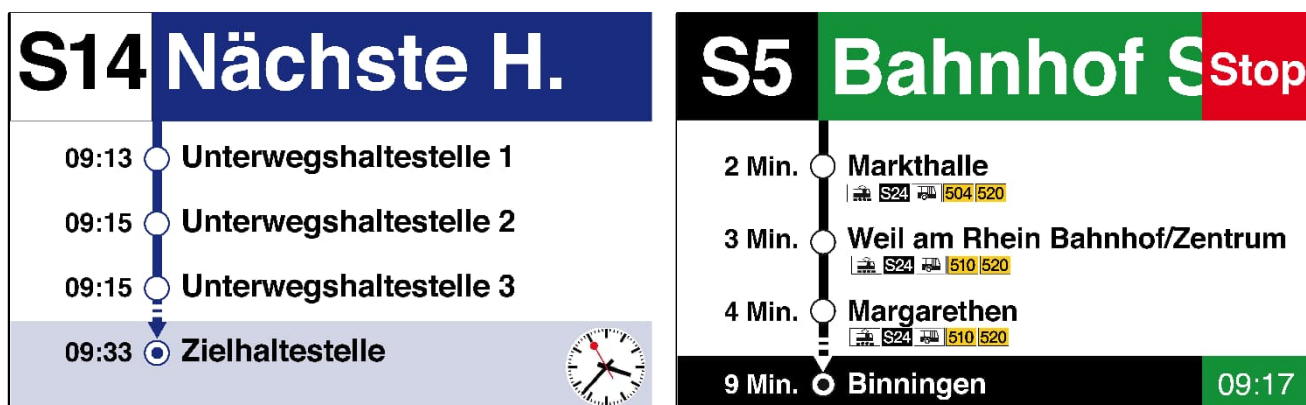 S14 Nächste H.
09:13 Unterwegshaltestelle 1
09:15 Unterwegshaltestelle 2
09:15 Unterwegshaltestelle 3
09:33 Zielhaltestelle
S5 Bahnhof S Stop
2 Min. Markthalle
S24 504 520
3 Min. Weil am Rhein Bahnhof/Zentrum
S24 510 520
4 Min. Margarethen
S24 510 520
9 Min. Binningen 09:17